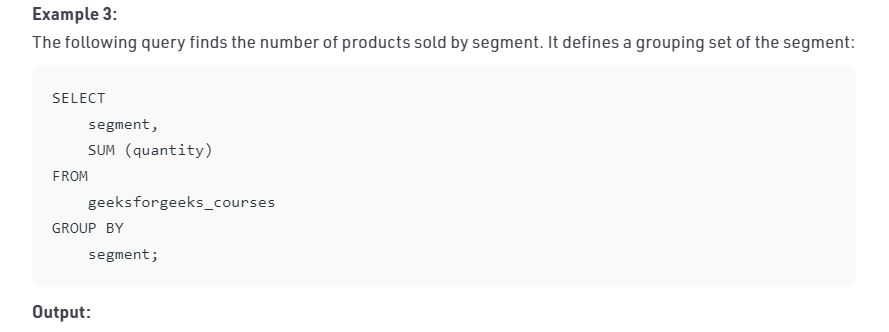 Example 3:
The following query finds the number of products sold by segment. It defines a grouping set of the segment:
SELECT
segment,
SUM (quantity)
FROM
geeksforgeeks_courses
GROUP BY
segment;
Output: